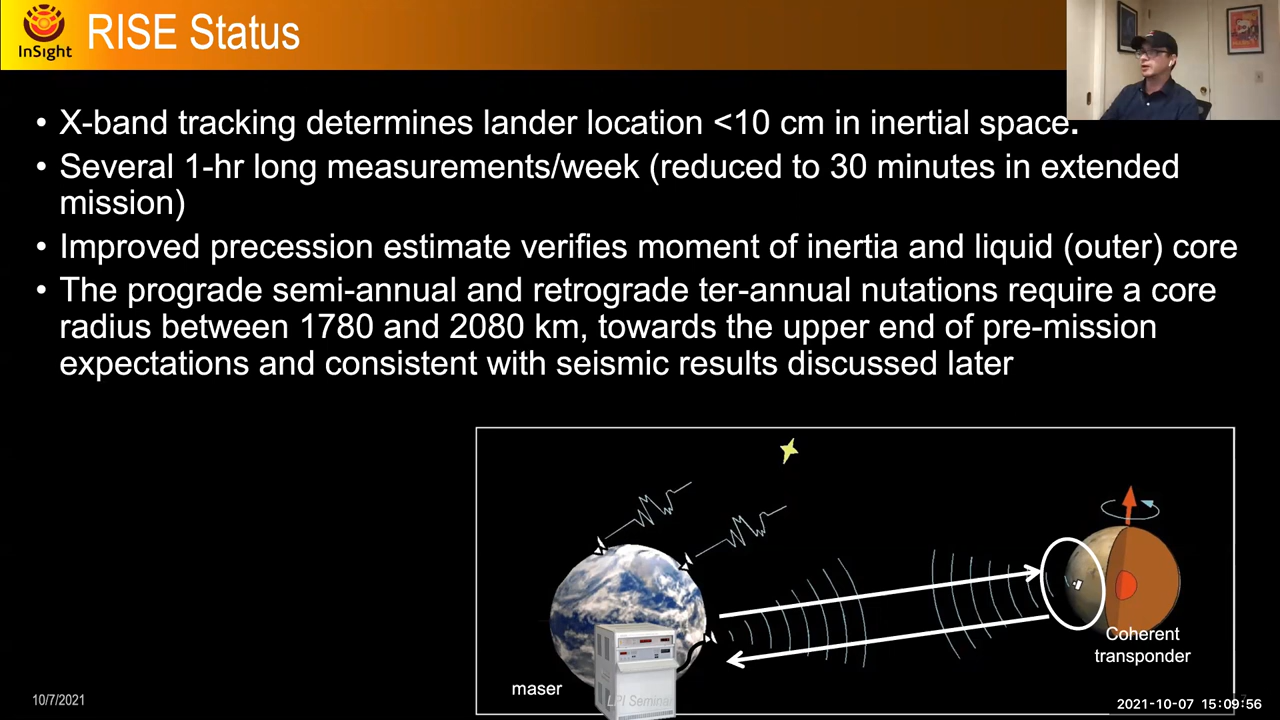 InSight
RISE Status
• X-band tracking determines lander location <10 cm in inertial space.
• Several 1-hr long measurements/week (reduced to 30 minutes in extended
mission)
• Improved precession estimate verifies moment of inertia and liquid (outer) core
• The prograde semi-annual and retrograde ter-annual nutations require a core
radius between 1780 and 2080 km, towards the upper end of pre-mission
expectations and consistent with seismic results discussed later
Coherent
transponder
maser
10/7/2021
LPI Seminar
2021-10-07 15:09:56